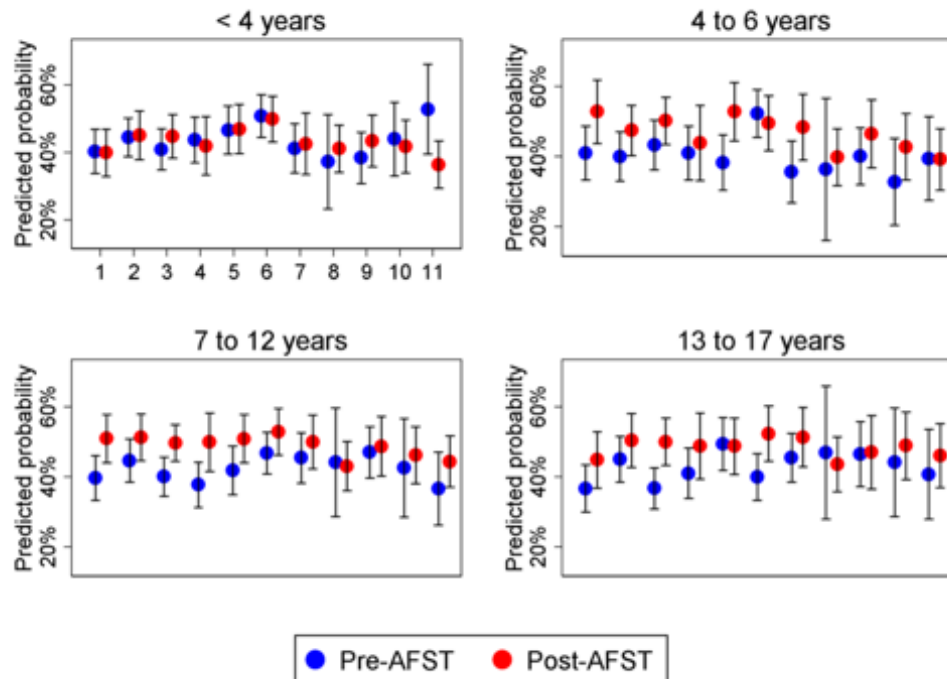 < 4 years
Predicted probability
60%
40%
20%
1 2 3 4 5 6 7 8 9 10 11
4 to 6 years
Predicted probability
60%
40%
20%
7 to 12 years
Predicted probability
60%
40%
20%
13 to 17 years
Predicted probability
60%
40%
20%
Pre-AFST Post-AFST